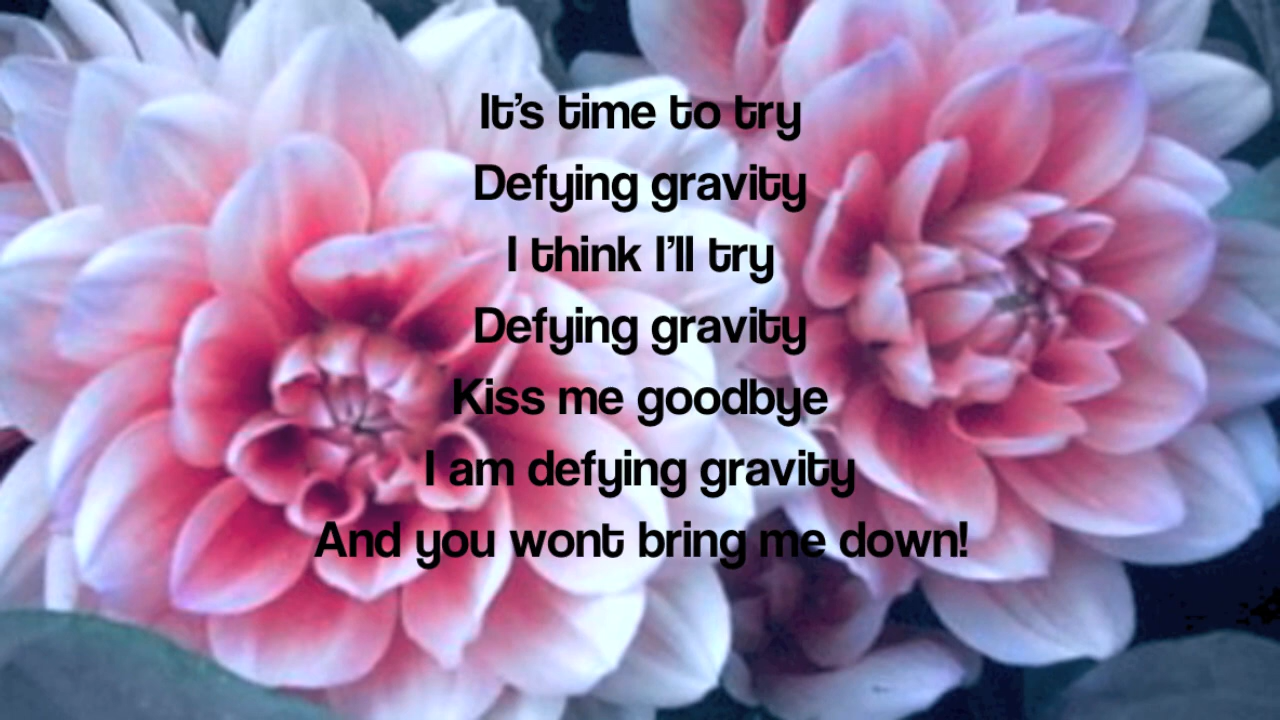 It's time to try
Defying gravity
I think I'll try
Defying gravity
Kiss me goodbye
I am defying gravity
And you wont bring me down!